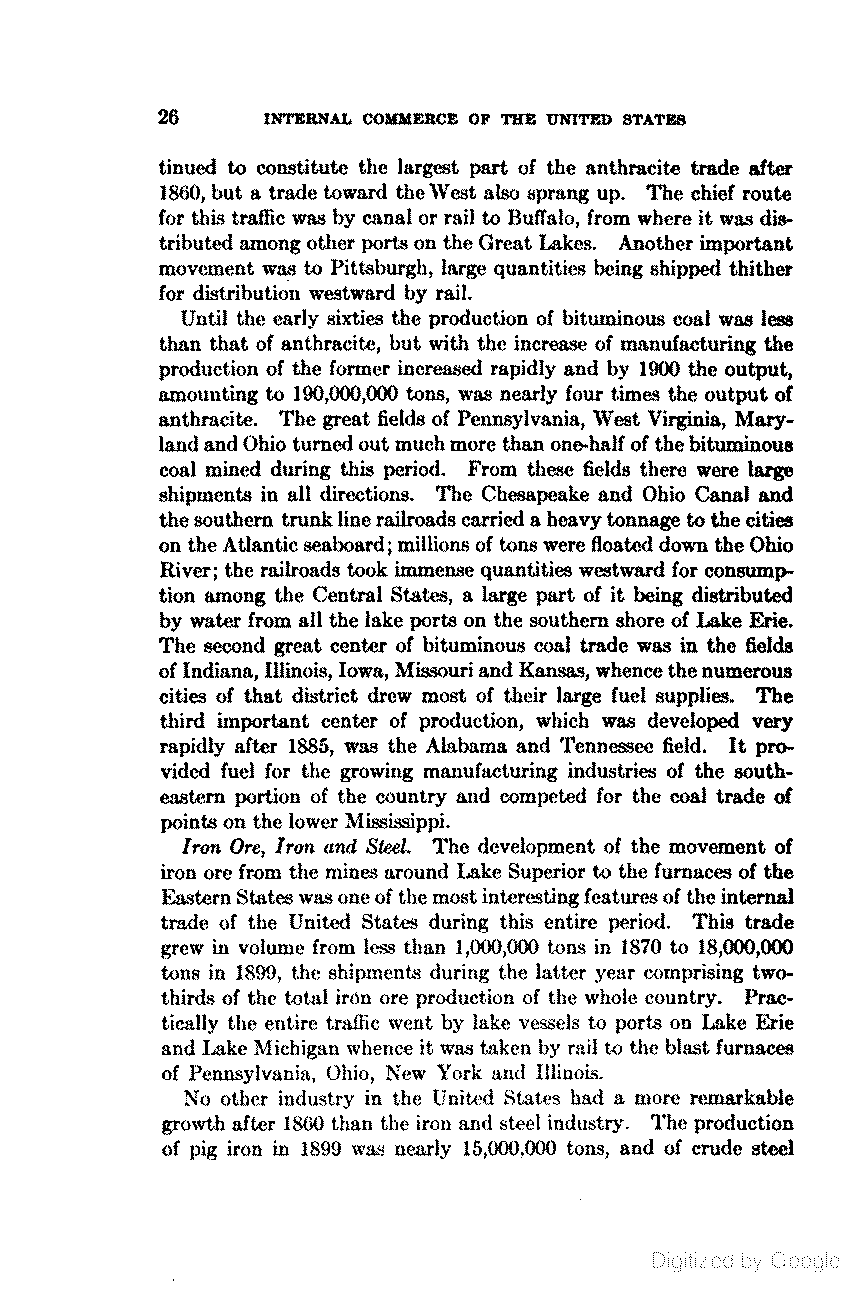 26 INTERNAL COMMERCE OF THE UNITED STATES
tinued to constitute the largest part of the anthracite trade after
1860, but a trade toward the West also sprang up. The chief route
for this traffic was by canal or rail to Buffalo, from where it was dis-
tributed among other ports on the Great Lakes. Another important
movement was to Pittsburgh, large quantities being shipped thither
for distribution westward by rail.
Until the early sixties the production of bituminous coal was less
than that of anthracite, but with the increase of manufacturing the
production of the former increased rapidly and by 1900 the output,
amounting to 190,000,000 tons, was nearly four times the output of
anthracite. The great fields of Pennsylvania, West Virginia, Mary-
land and Ohio turned out much more than one-half of the bituminous
coal mined during this period. From these fields there were large
shipments in all directions. The Chesapeake and Ohio Canal and
the southern trunk line railroads carried a heavy tonnage to the cities
on the Atlantic seaboard; millions of tons were floated down the Ohio
River; the railroads took immense quantities westward for consump-
tion among the Central States, a large part of it being distributed
by water from all the lake ports on the southern shore of Lake Erie.
The second great center of bituminous coal trade was in the fields
of Indiana, Illinois, Iowa, Missouri and Kansas, whence the numerous
cities of that district drew most of their large fuel supplies. The
third important center of production, which was developed very
rapidly after 1885, was the Alabama and Tennessee field. It pro-
vided fuel for the growing manufacturing industries of the south-
eastern portion of the country and competed for the coal trade of
points on the lower Mississippi.
Iron Ore, Iron and Steel. The development of the movement of
iron ore from the mines around Lake Superior to the furnaces of the
Eastern States was one of the most interesting features of the internal
trade of the United States during this entire period. This trade
grew in volume from less than 1,000,000 tons in 1870 to 18,000,000
tons in 1899, the shipments during the latter year comprising two-
thirds of the total iron ore production of the whole country. Prac-
tically the entire traffic went by lake vessels to ports on Lake Erie
and Lake Michigan whence it was taken by rail to the blast furnaces
of Pennsylvania, Ohio, New York and Illinois.
No other industry in the United States had a more remarkable
growth after 1860 than the iron and steel industry. The production
of pig iron in 1899 was nearly 15,000,000 tons, and of crude steel
Digitized by Google